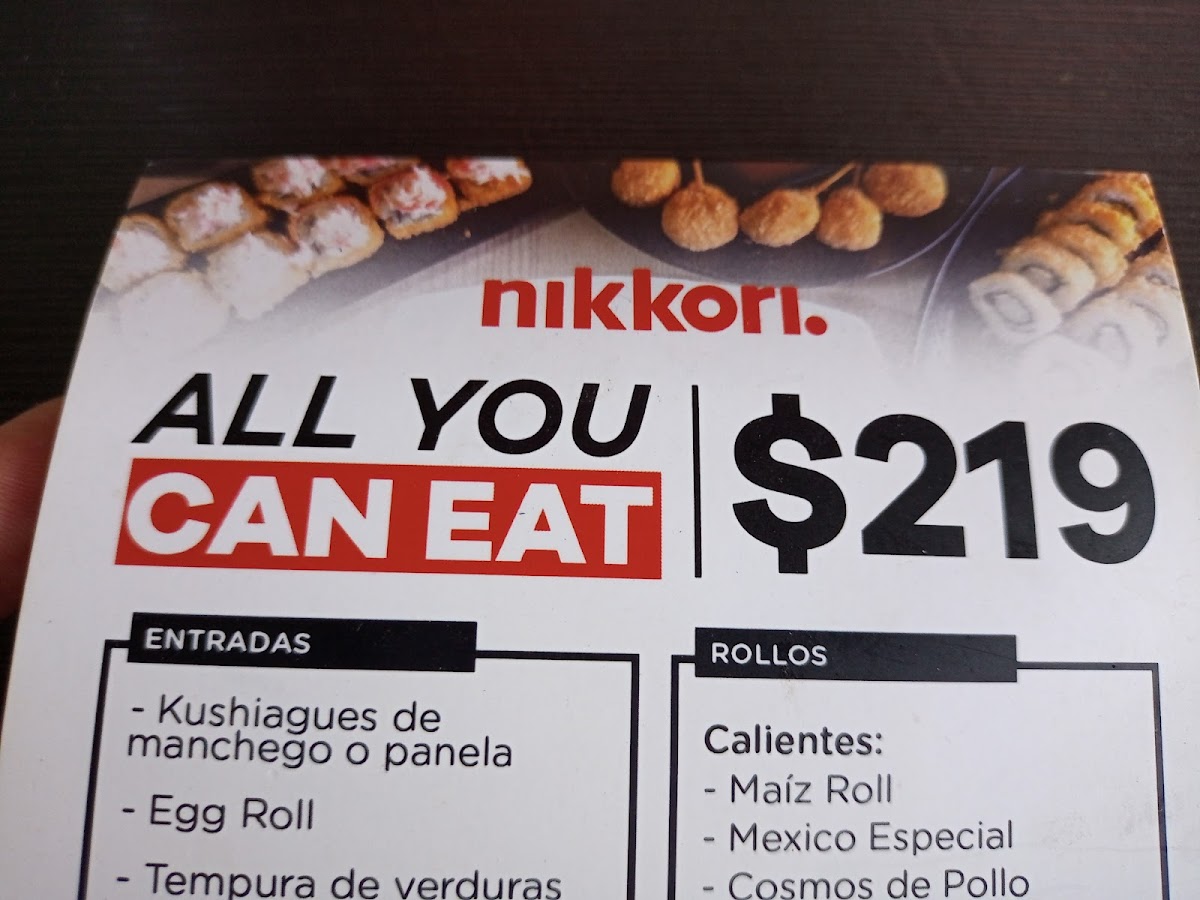 nikkori.
ALL YOU
CAN EAT
$219
ENTRADAS
- Kushiagues de
manchego o panela
- Egg Roll
- Tempura de verduras
ROLLOS
Calientes:
- Maíz Roll
- Mexico Especial
- Cosmos de Pollo